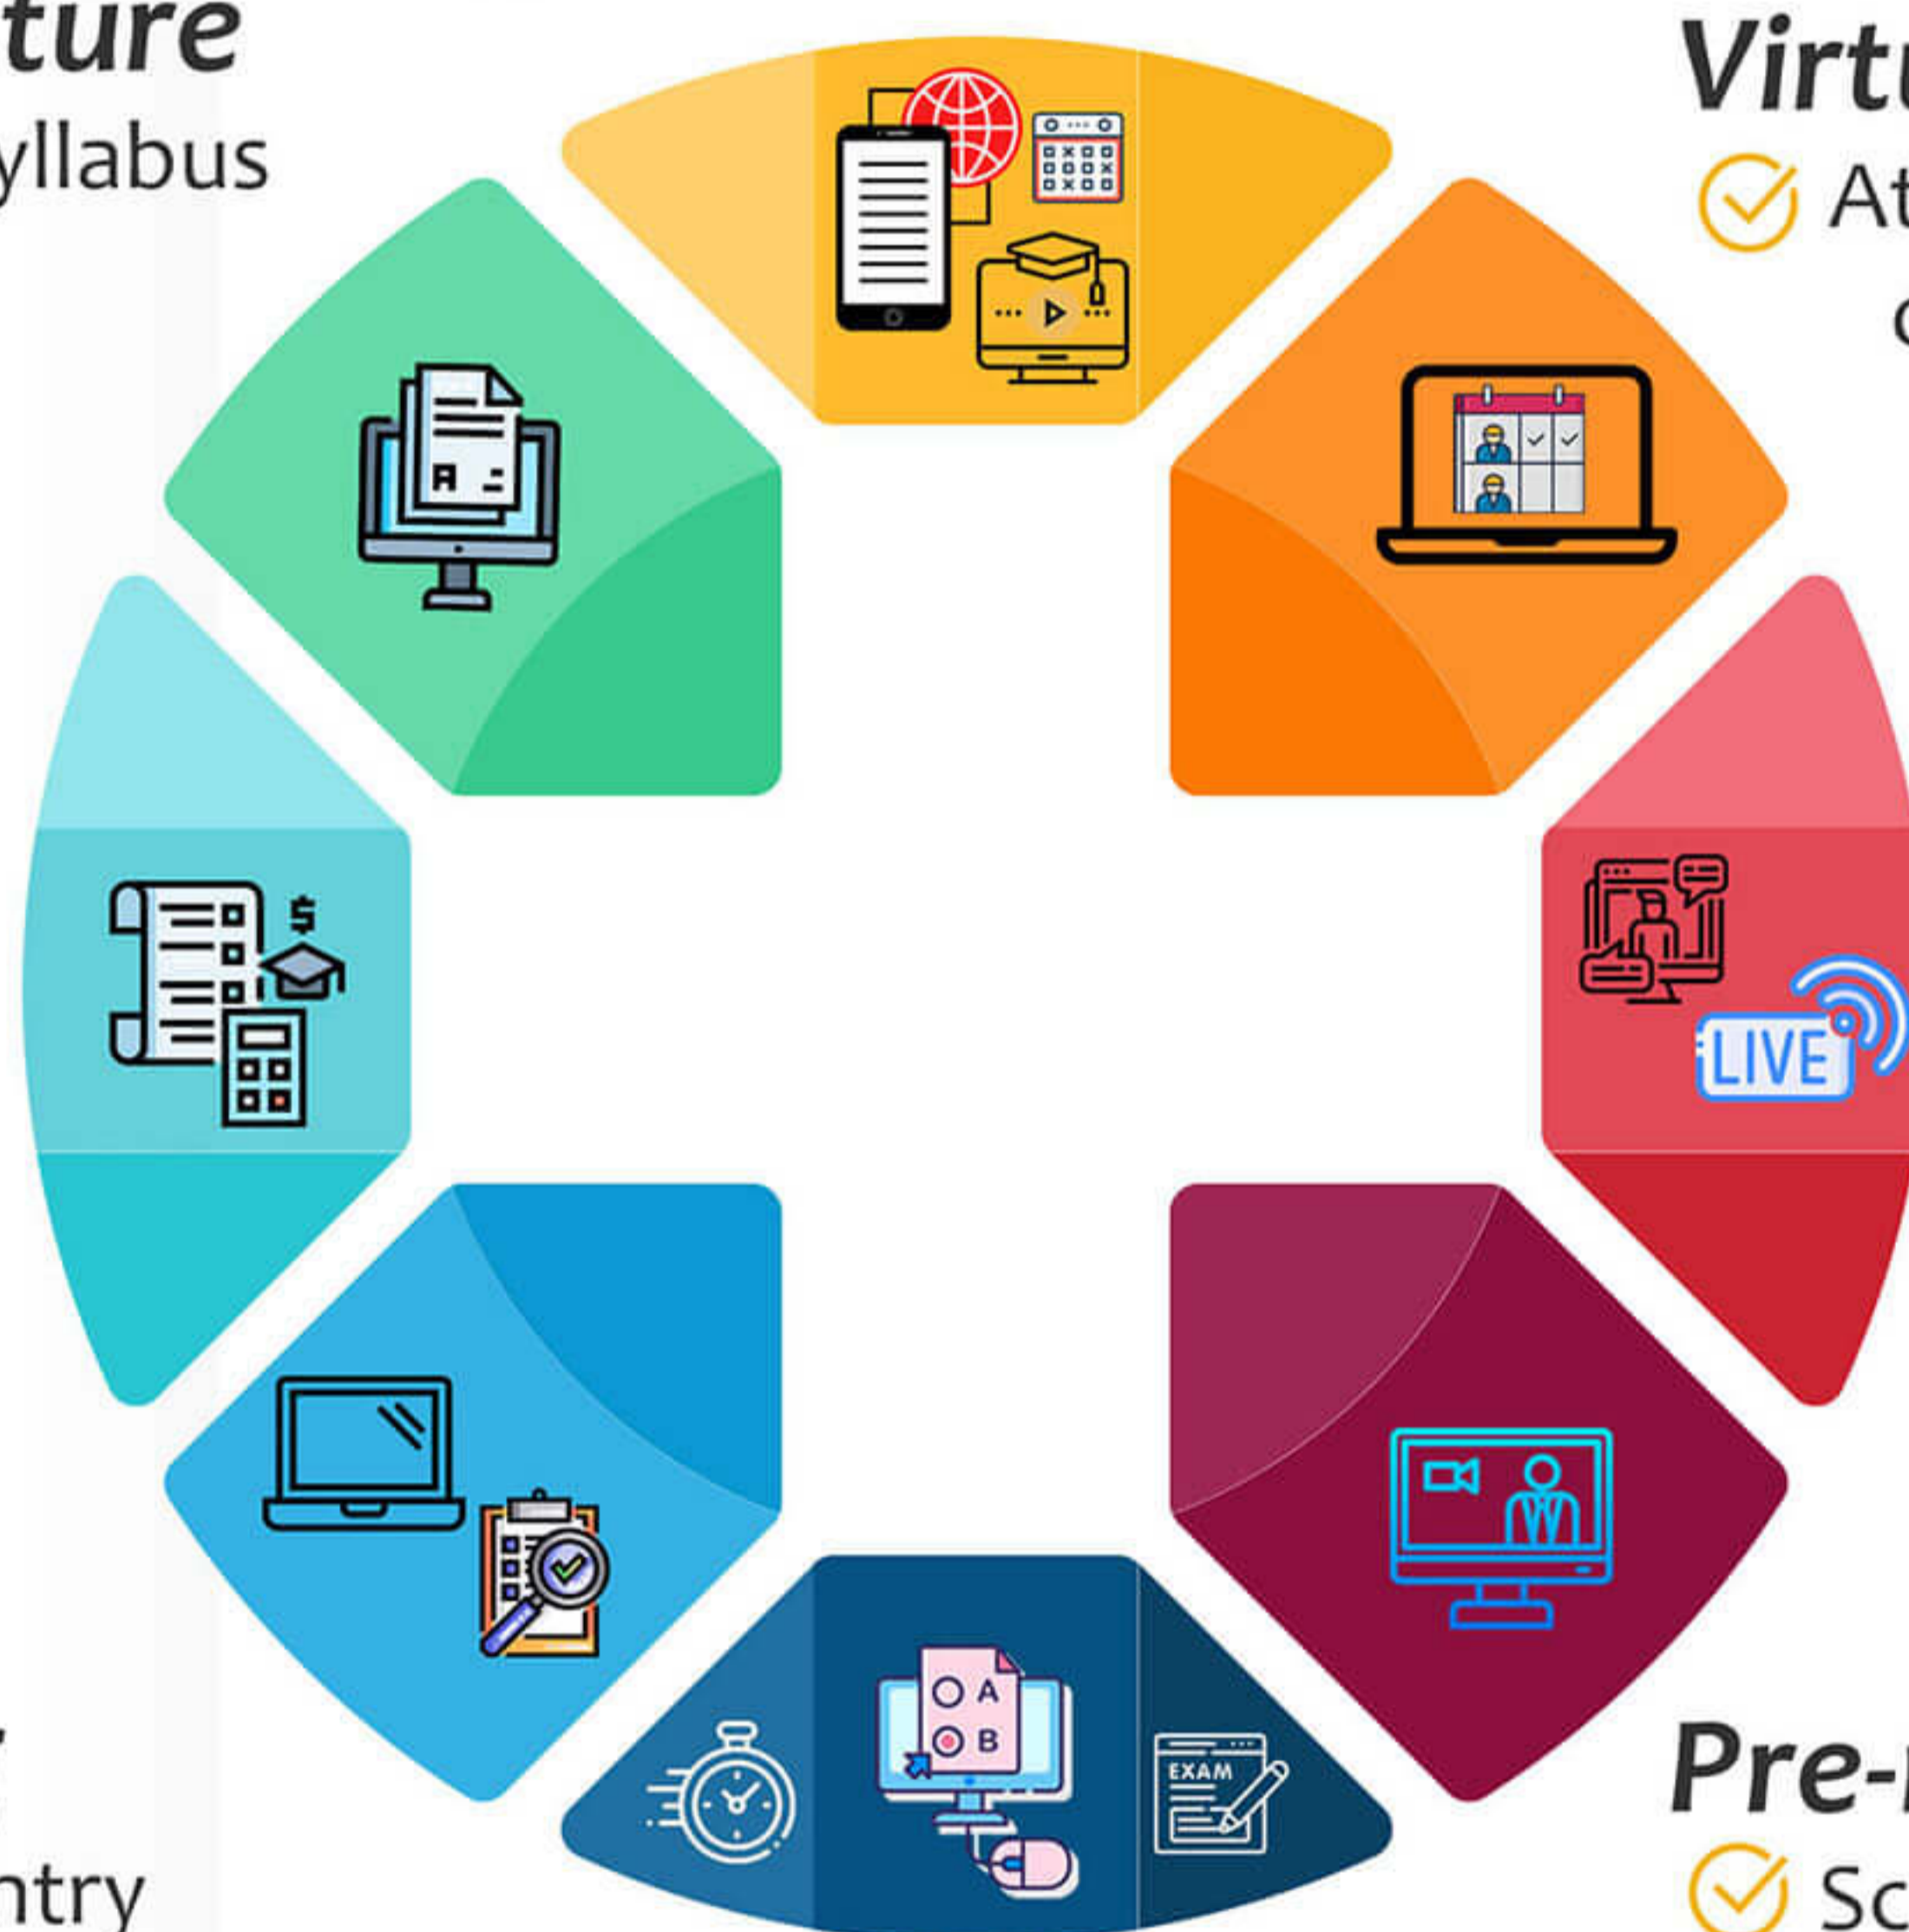 ture
yllabus
Virtu
At
A
$
LIVE
A
B
EXAM
Pre-
ntry
Sc